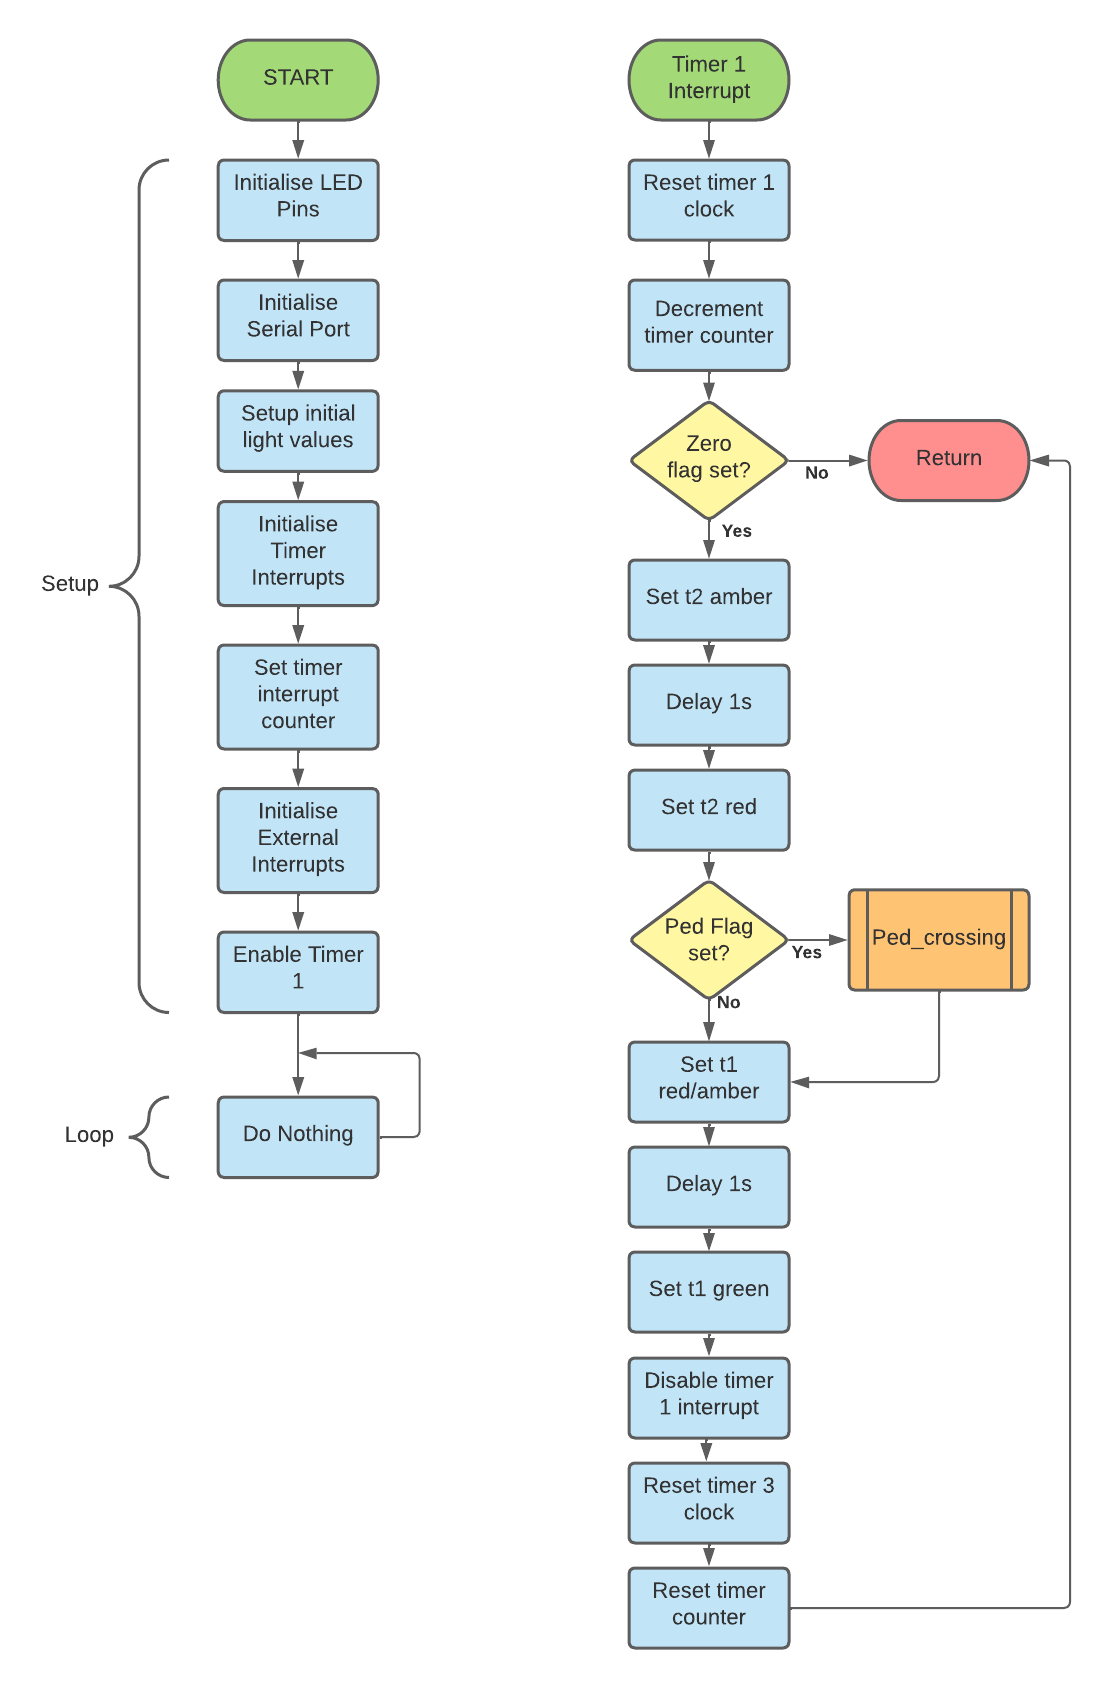 START
Initialise LED
Pins
Initialise
Serial Port
Setup initial
light values
Initialise
Timer
Interrupts
Setup
Set timer
interrupt
counter
Initialise
External
Interrupts
Enable Timer
1
Loop
Do Nothing
Timer 1
Interrupt
Reset timer 1
clock
Decrement
timer counter
Zero
flag set?
No
Return
Yes
Set t2 amber
Delay 1s
Set t2 red
Ped Flag
set?
Yes
Ped_crossing
No
Set t1
red/amber
Delay 1s
Set t1 green
Disable timer
1 interrupt
Reset timer 3
clock
Reset timer
counter